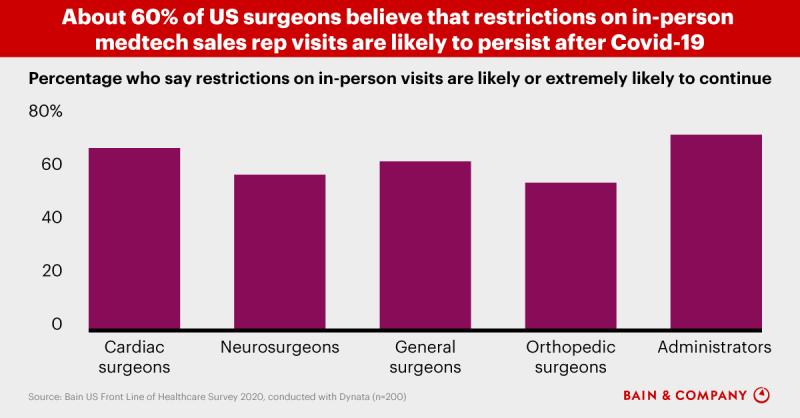 About 60% of US surgeons believe that restrictions on in-person
medtech sales rep visits are likely to persist after Covid-19
Percentage who say restrictions on in-person visits are likely or extremely likely to continue
80%
60
40
20
0
Cardiac
surgeons
Neurosurgeons
General
surgeons
Orthopedic
surgeons
Administrators
Source: Bain US Front Line of Healthcare Survey 2020, conducted with Dynata (n=200)
BAIN & COMPANY